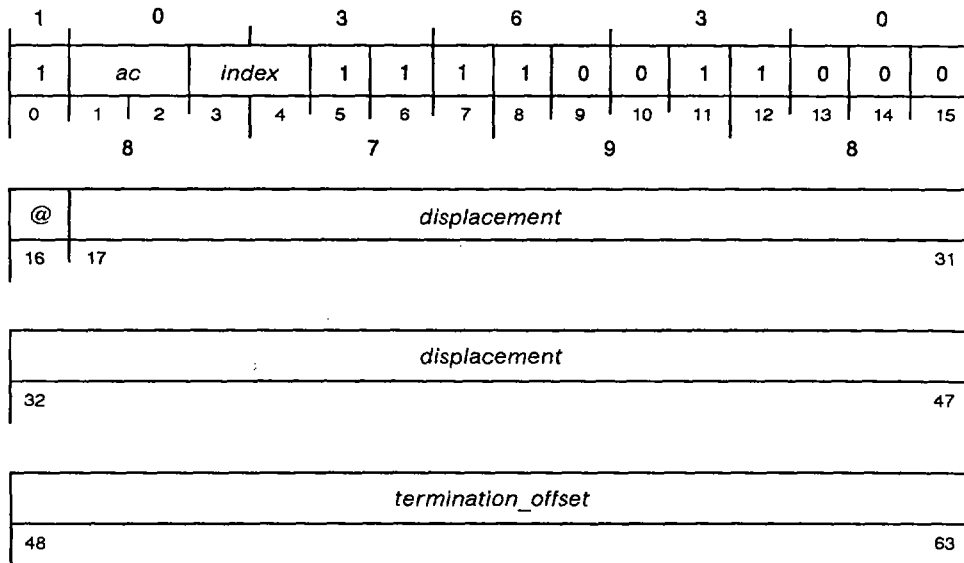 1 0 3 6 3 0
1 ac index 1 1 1 1 0 0 1 1 0 0 0
0 1 2 3 4 5 6 7 8 9 10 11 12 13 14 15
8 7 9 8
@ displacement
16 17 31
displacement
32 47
termination_offset
48 63